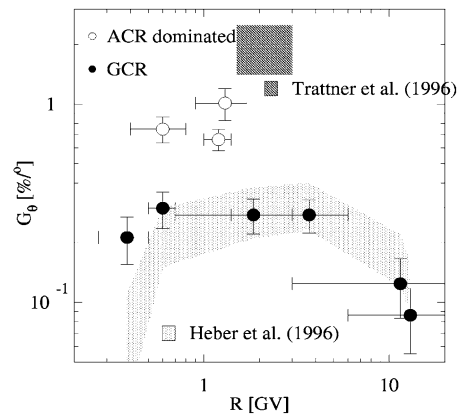 ACR dominated
GCR
Trattner et al. (1996)
1
G_θ [%/°]
10^-1
Heber et al. (1996)
1
10
R [GV]